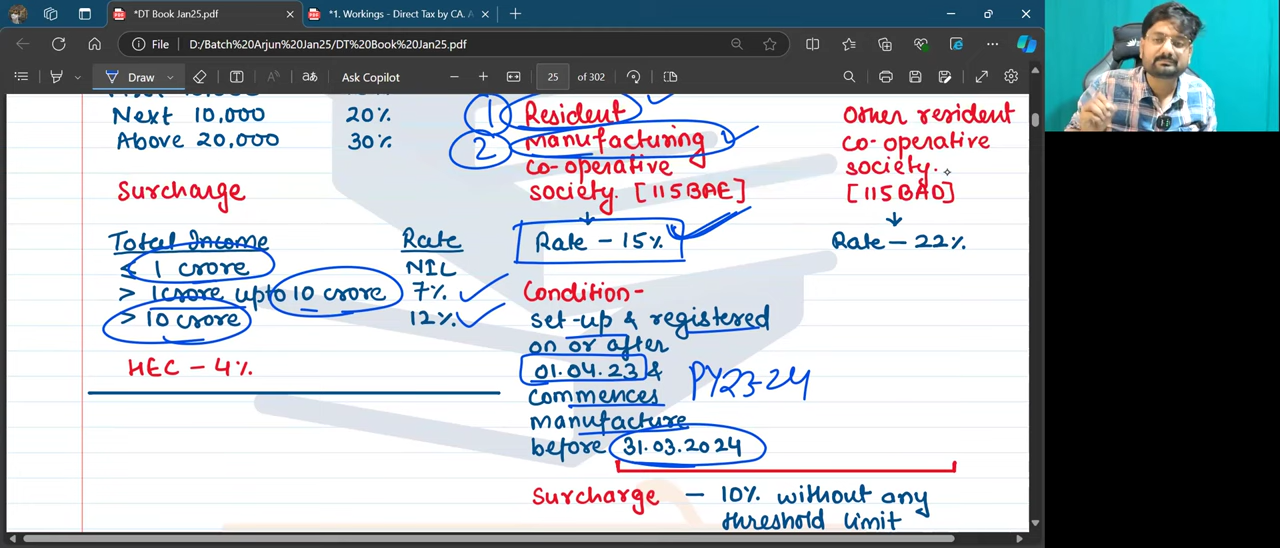 *DT Book Jan25.pdf
*1. Workings - Direct Tax by CA. A
File
D:/Batch%20Arjun%20Jan25/DT%20Book%20Jan25.pdf
Draw
aあ
Ask Copilot
25 of 302
Next 10,000 20%
Above 20,000 30%
Surcharge
Total Income Rate
< 1 crore NIL
> 1crore upto 10 crore 7%
> 10 crore 12%
HEC - 4%
1 Resident
2 manufacturing
co-operative
society. [115BAE]
Rate - 15%
Condition-
set-up & registered
on or after
01.04.23 &
commences
manufacture
before 31.03.2024
PY23-24
Other resident
co-operative
society.
[115BAD]
Rate - 22%
Surcharge - 10% without any
threshold limit